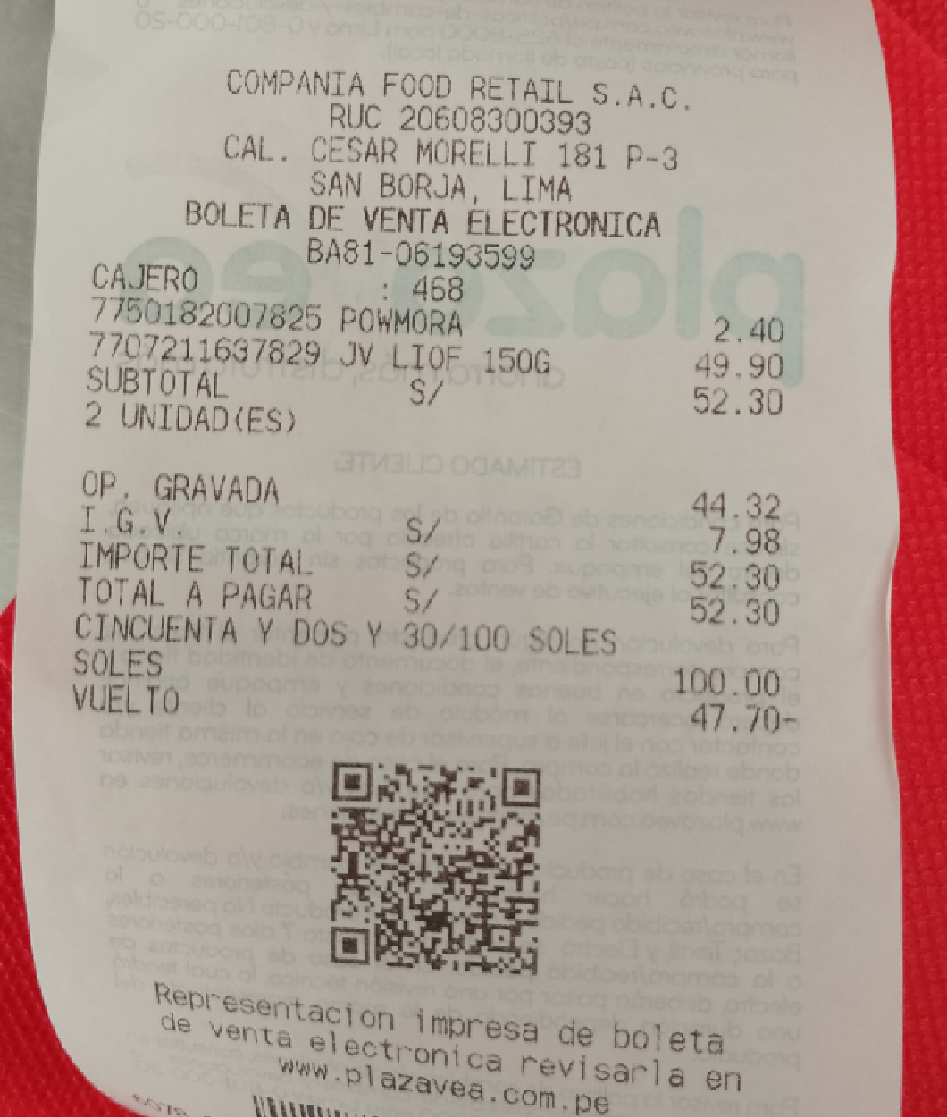 COMPANIA FOOD RETAIL S.A.C.
RUC 20608300393
CAL. CESAR MORELLI 181 P-3
SAN BORJA, LIMA
BOLETA DE VENTA ELECTRONICA
BA81-06193599
CAJERO : 468
7750182007825 POWMORA 2.40
7707211637829 JV LIOF 150G 49.90
SUBTOTAL S/ 52.30
2 UNIDAD(ES)
OP. GRAVADA 44.32
I.G.V S/ 7.98
IMPORTE TOTAL S/ 52.30
TOTAL A PAGAR S/ 52.30
CINCUENTA Y DOS Y 30/100 SOLES
SOLES 100.00
VUELTO 47.70-
Representacion impresa de boleta
de venta electronica revisarla en
www.plazavea.com.pe